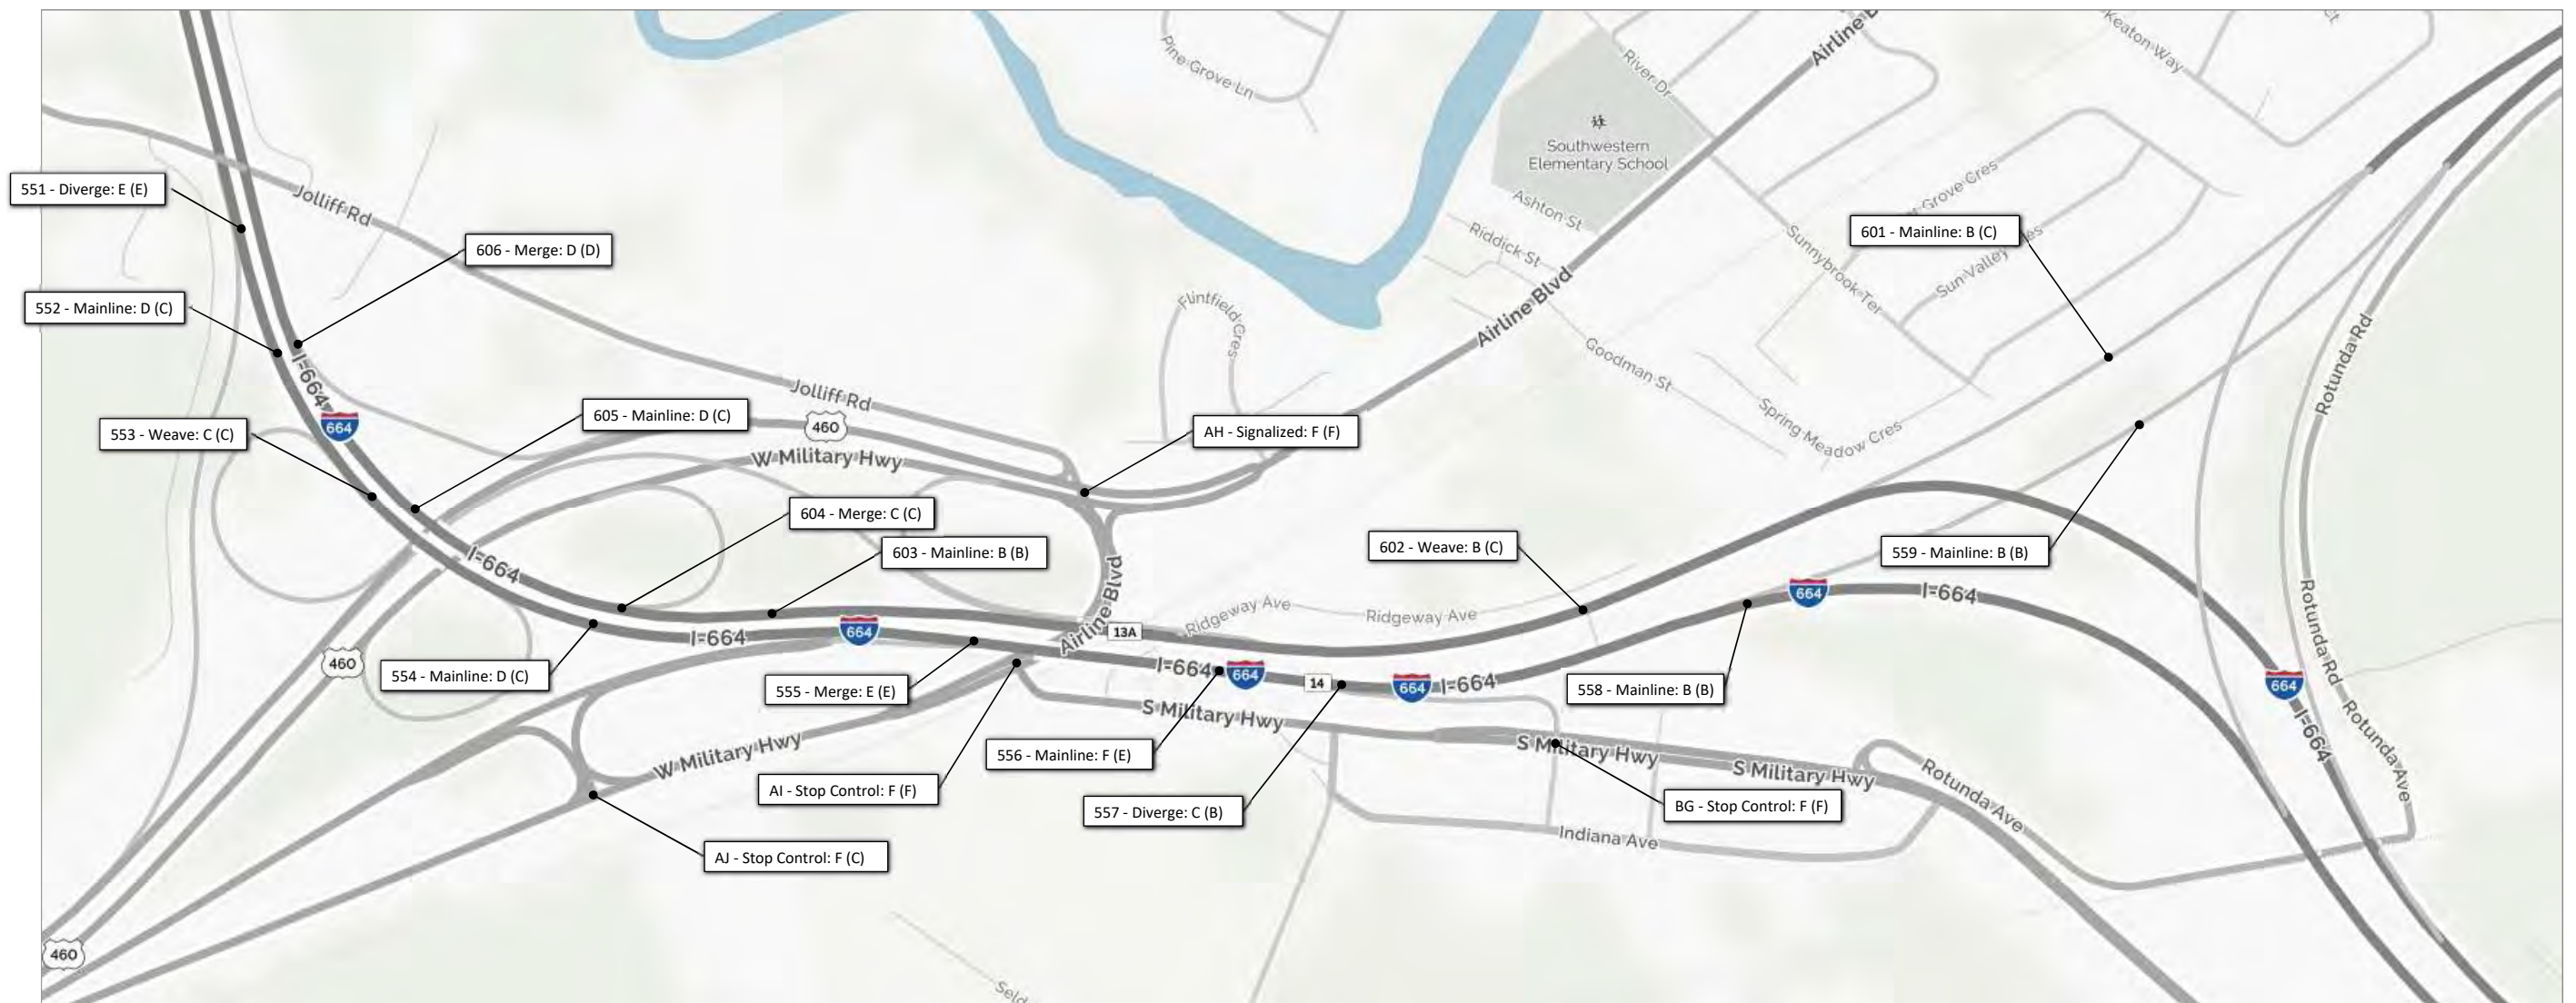 Airline B
Keaton Way
Ct
Pine Grove Ln
River Dr
Southwestern
Elementary School
551 - Diverge: E (E)
Jolliff Rd
Ashton St
t Grove Cres
606 - Merge: D (D)
Riddick St
601 - Mainline: B (C)
Sunnybrook Ter
Sun Valley
es
552 - Mainline: D (C)
Flintfield Cres
Airline Blvd
Goodman St
Rotunda Rd
I-664
664
Jolliff Rd
605 - Mainline: D (C)
460
553 - Weave: C (C)
AH - Signalized: F (F)
Spring Meadow Cres
W Military Hwy
604 - Merge: C (C)
603 - Mainline: B (B)
602 - Weave: B (C)
559 - Mainline: B (B)
I-664
Airline Blvd
664
I-664
Ridgeway Ave
Ridgeway Ave
Rotunda Rd
I-664
664
13A
460
554 - Mainline: D (C)
555 - Merge: E (E)
I-664
664
14
664
I-664
558 - Mainline: B (B)
664
I-664
S Military Hwy
W Military Hwy
556 - Mainline: F (E)
S Military Hwy
S Military Hwy
Rotunda Ave
Rotunda Ave
AI - Stop Control: F (F)
557 - Diverge: C (B)
BG - Stop Control: F (F)
Indiana Ave
AJ - Stop Control: F (C)
460
Seld